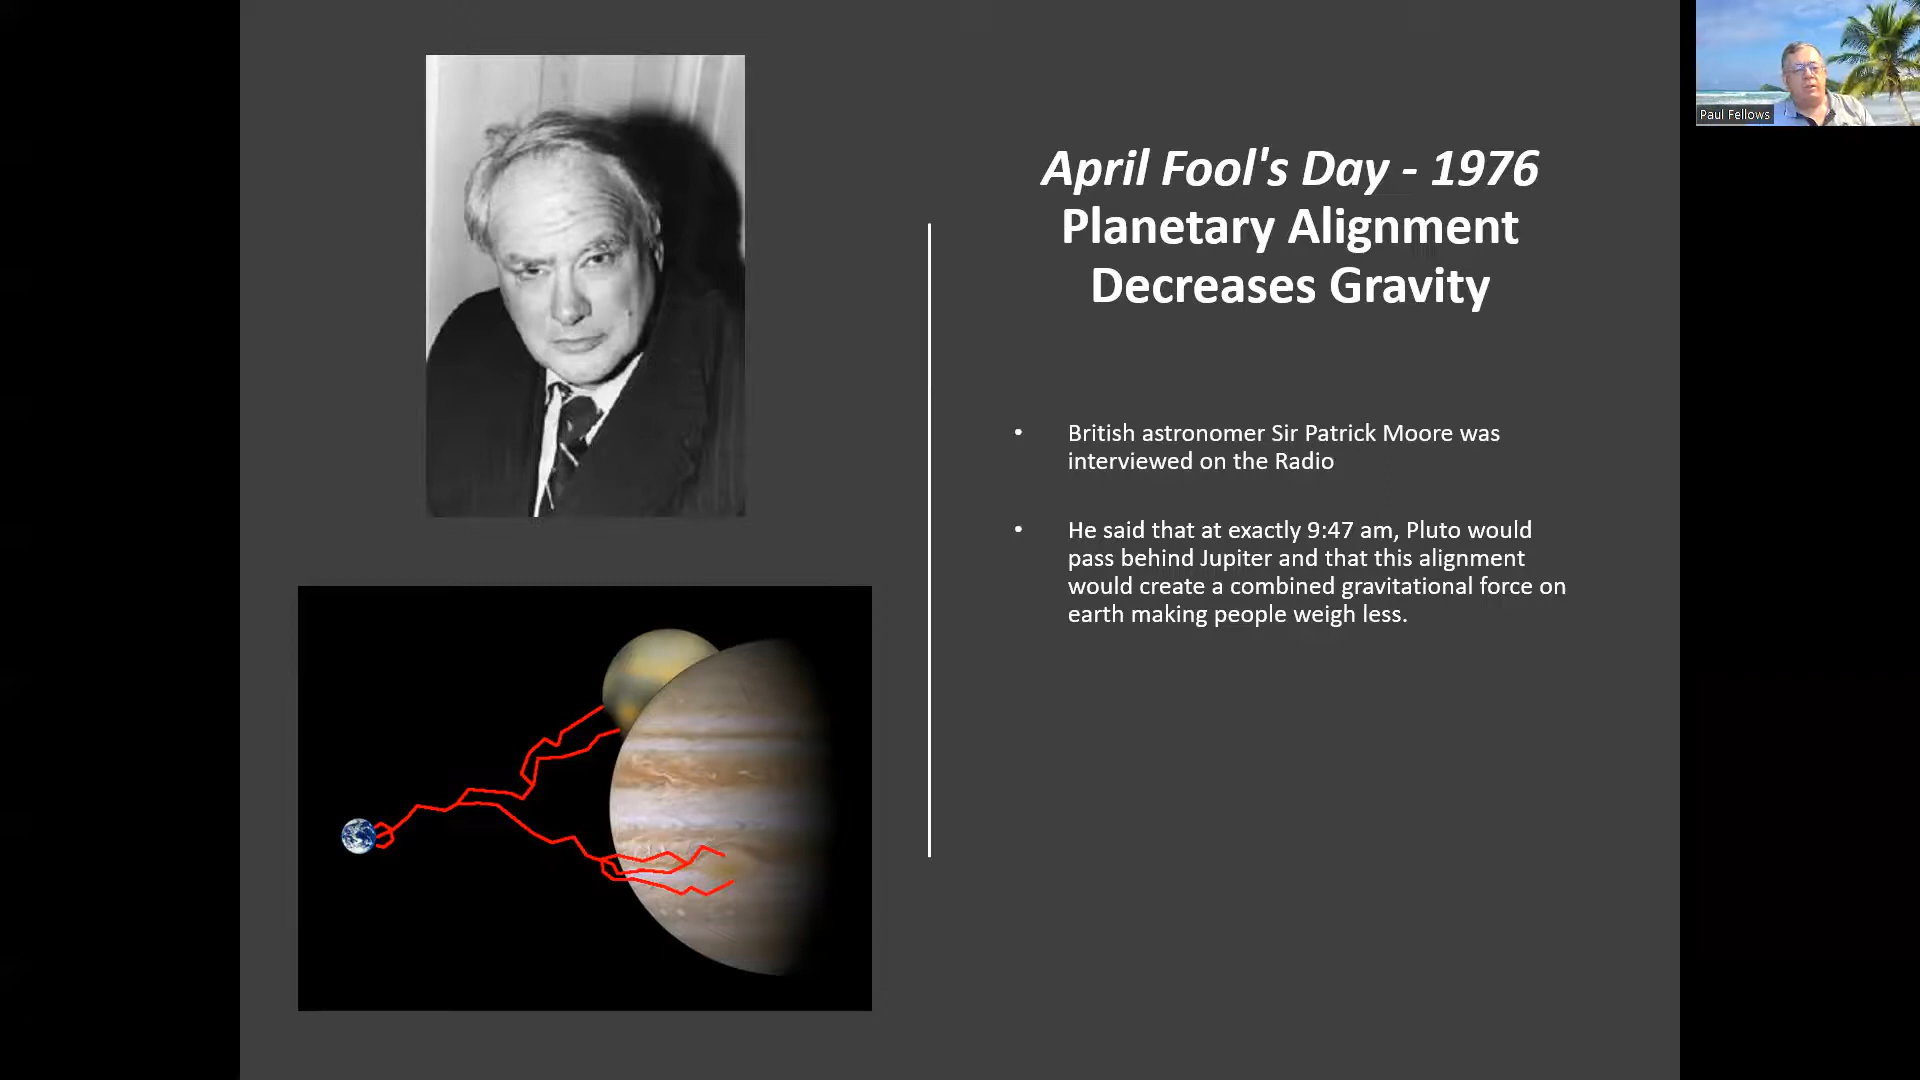 Paul Fellows
April Fool's Day - 1976
Planetary Alignment
Decreases Gravity
• British astronomer Sir Patrick Moore was
interviewed on the Radio
• He said that at exactly 9:47 am, Pluto would
pass behind Jupiter and that this alignment
would create a combined gravitational force on
earth making people weigh less.